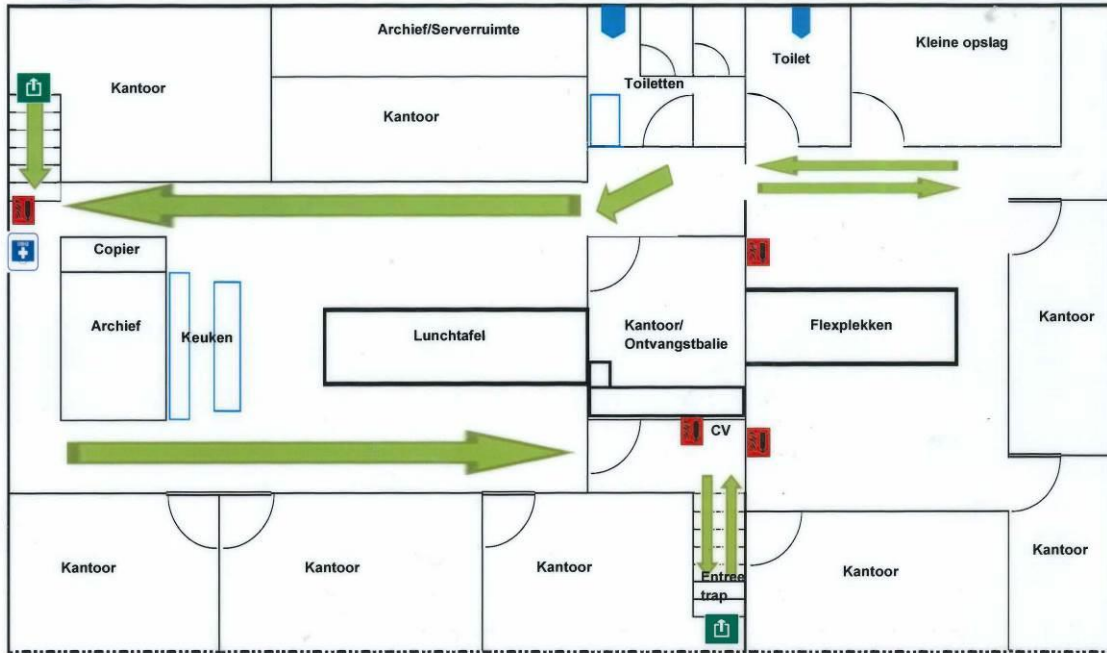 Archief/Serverruimte
Kleine opslag
Toilet
Toiletten
Kantoor
Kantoor
Copier
Archief
Keuken
Lunchtafel
Kantoor/
Ontvangstbalie
Flexplekken
Kantoor
CV
Kantoor
Kantoor
Kantoor
Entree
trap
Kantoor
Kantoor